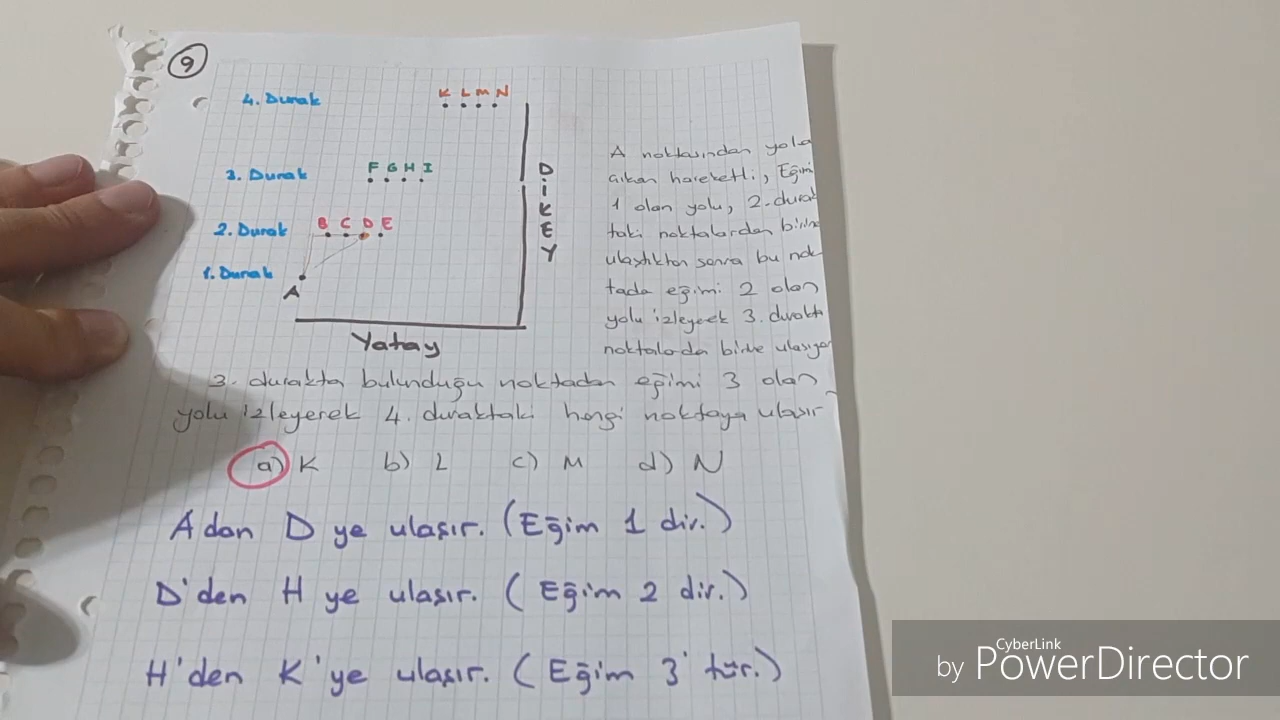 9
4. Durak
K L M N
3. Durak
F G H I
2. Durak
B C D E
1. Durak
A
Yatay
DİKEY
A noktasından yola
çıkan hareketli, Eğimi
1 olan yolu, 2. durak
taki noktalardan birine
ulaştıktan sonra bu nok
tada eğimi 2 olan
yolu izleyerek 3. durakta
noktalarda birine ulaşıyor
3. durakta bulunduğu noktadan eğimi 3 olan
yolu izleyerek 4. duraktaki hangi noktaya ulaşır
a) K b) L c) M d) N
A dan D ye ulaşır. (Eğim 1 dir.)
D'den H ye ulaşır. (Eğim 2 dir.)
H'den K'ye ulaşır. (Eğim 3' tür.)
by CyberLink PowerDirector